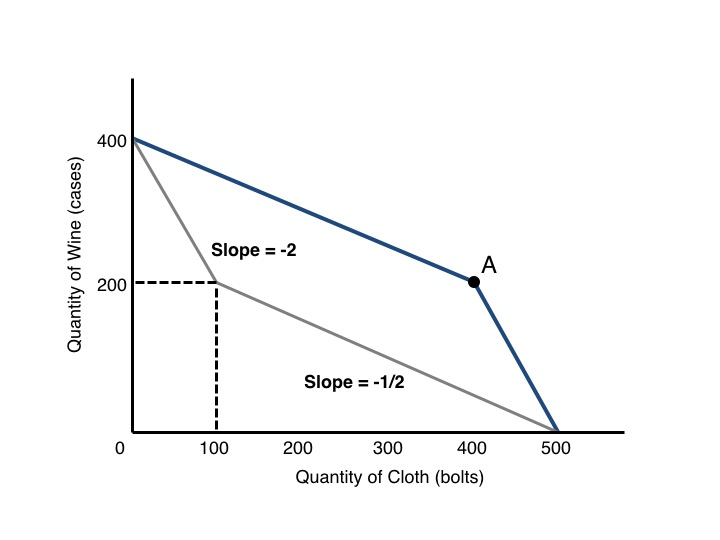 400
A
Slope = -2
Quantity of Wine (cases)
200
Slope = -1/2
0 100 200 300 400 500
Quantity of Cloth (bolts)